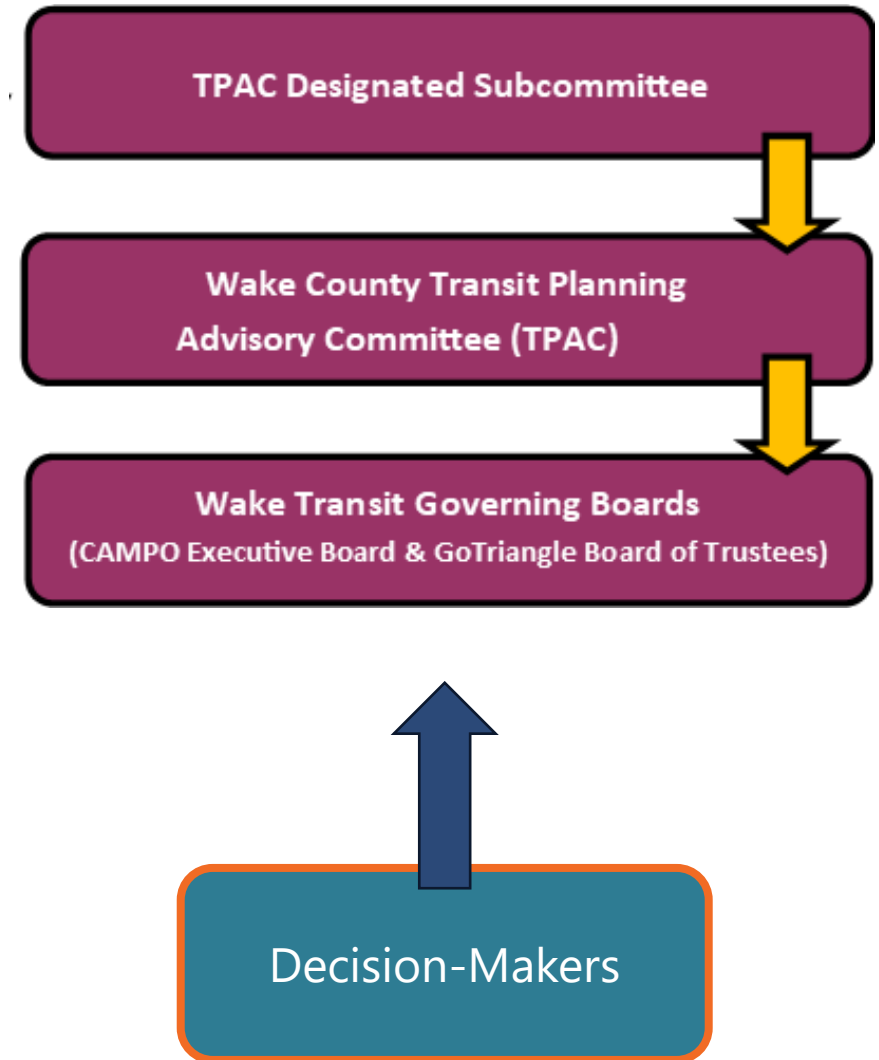 TPAC Designated Subcommittee
Wake County Transit Planning
Advisory Committee (TPAC)
Wake Transit Governing Boards
(CAMPO Executive Board & GoTriangle Board of Trustees)
Decision-Makers